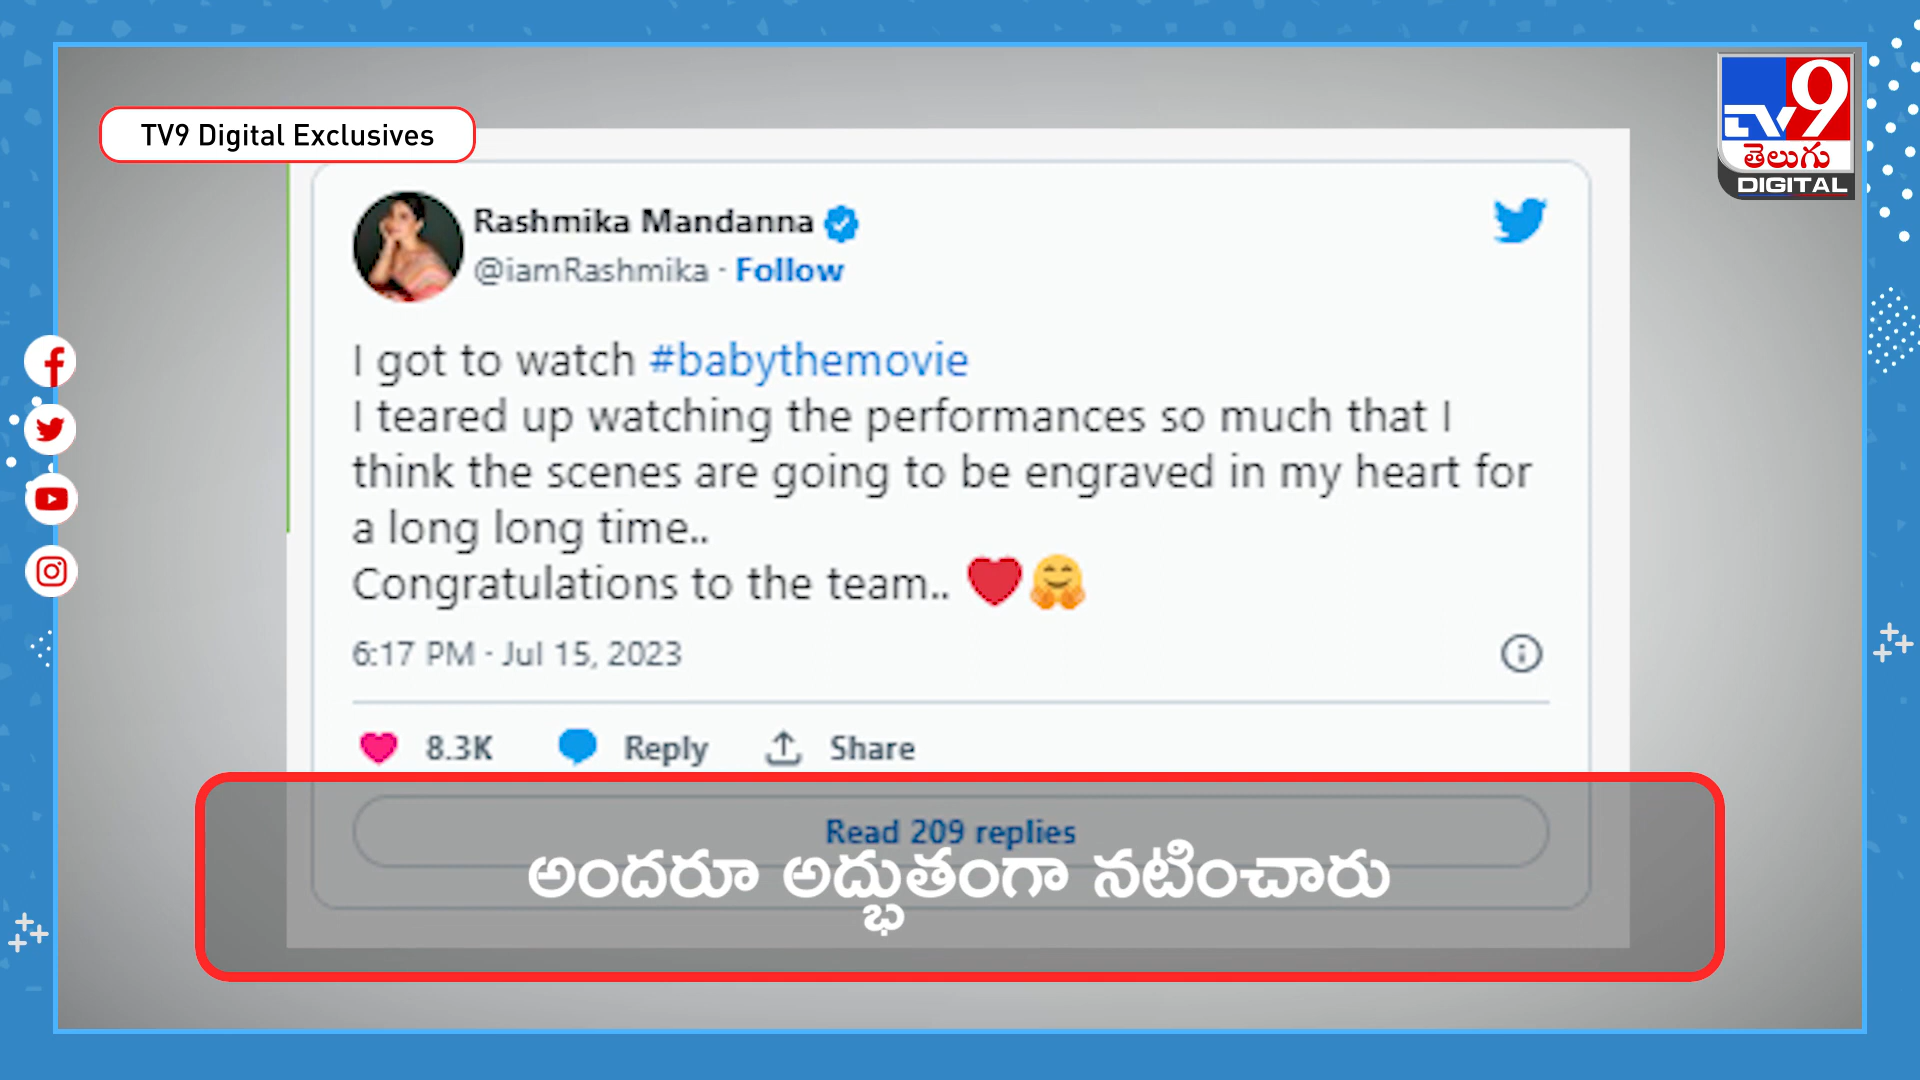 TV9 Digital Exclusives
TV9
తెలుగు
DIGITAL
Rashmika Mandanna
@iamRashmika · Follow
I got to watch #babythemovie
I teared up watching the performances so much that I
think the scenes are going to be engraved in my heart for
a long long time..
Congratulations to the team.. ❤️🤗
6:17 PM · Jul 15, 2023
8.3K Reply Share
Read 209 replies
అందరూ అద్భుతంగా నటించారు